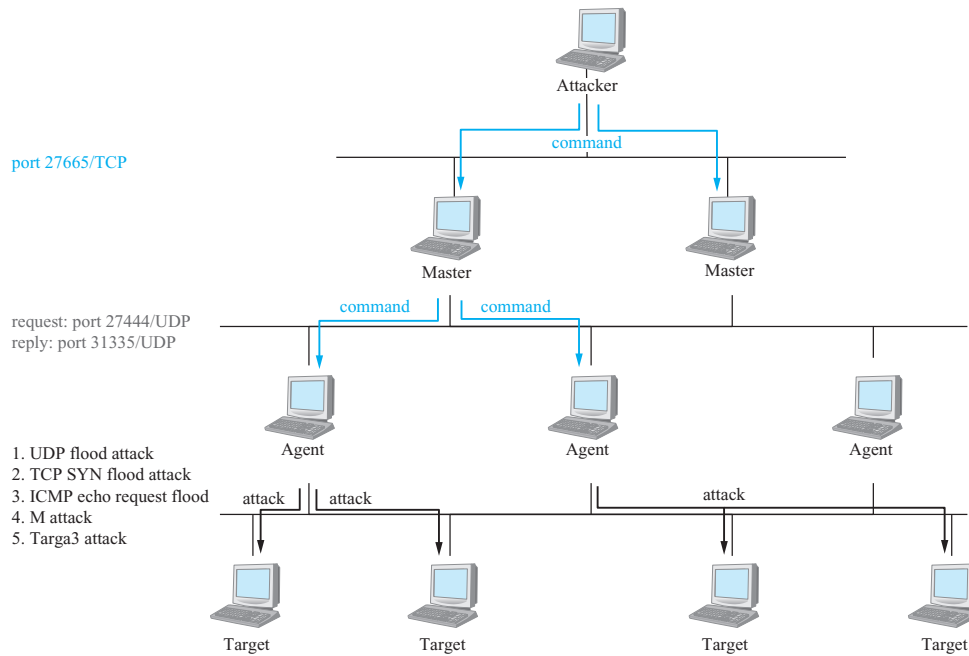 Attacker
command
port 27665/TCP
Master
Master
command
command
request: port 27444/UDP
reply: port 31335/UDP
Agent
Agent
Agent
1. UDP flood attack
2. TCP SYN flood attack
3. ICMP echo request flood
4. M attack
5. Targa3 attack
attack
attack
attack
Target
Target
Target
Target